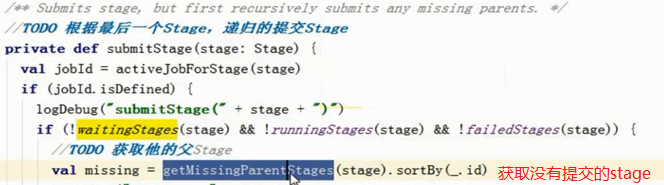 /** Submits stage, but first recursively submits any missing parents. */
//TODO 根据最后一个Stage，递归的提交Stage
private def submitStage(stage: Stage) {
val jobId = activeJobForStage(stage)
if (jobId.isDefined) {
logDebug("submitStage(" + stage + ")")
if (!waitingStages(stage) && !runningStages(stage) && !failedStages(stage)) {
//TODO 获取他的父Stage
val missing = getMissingParentStages(stage).sortBy(_.id) 获取没有提交的stage